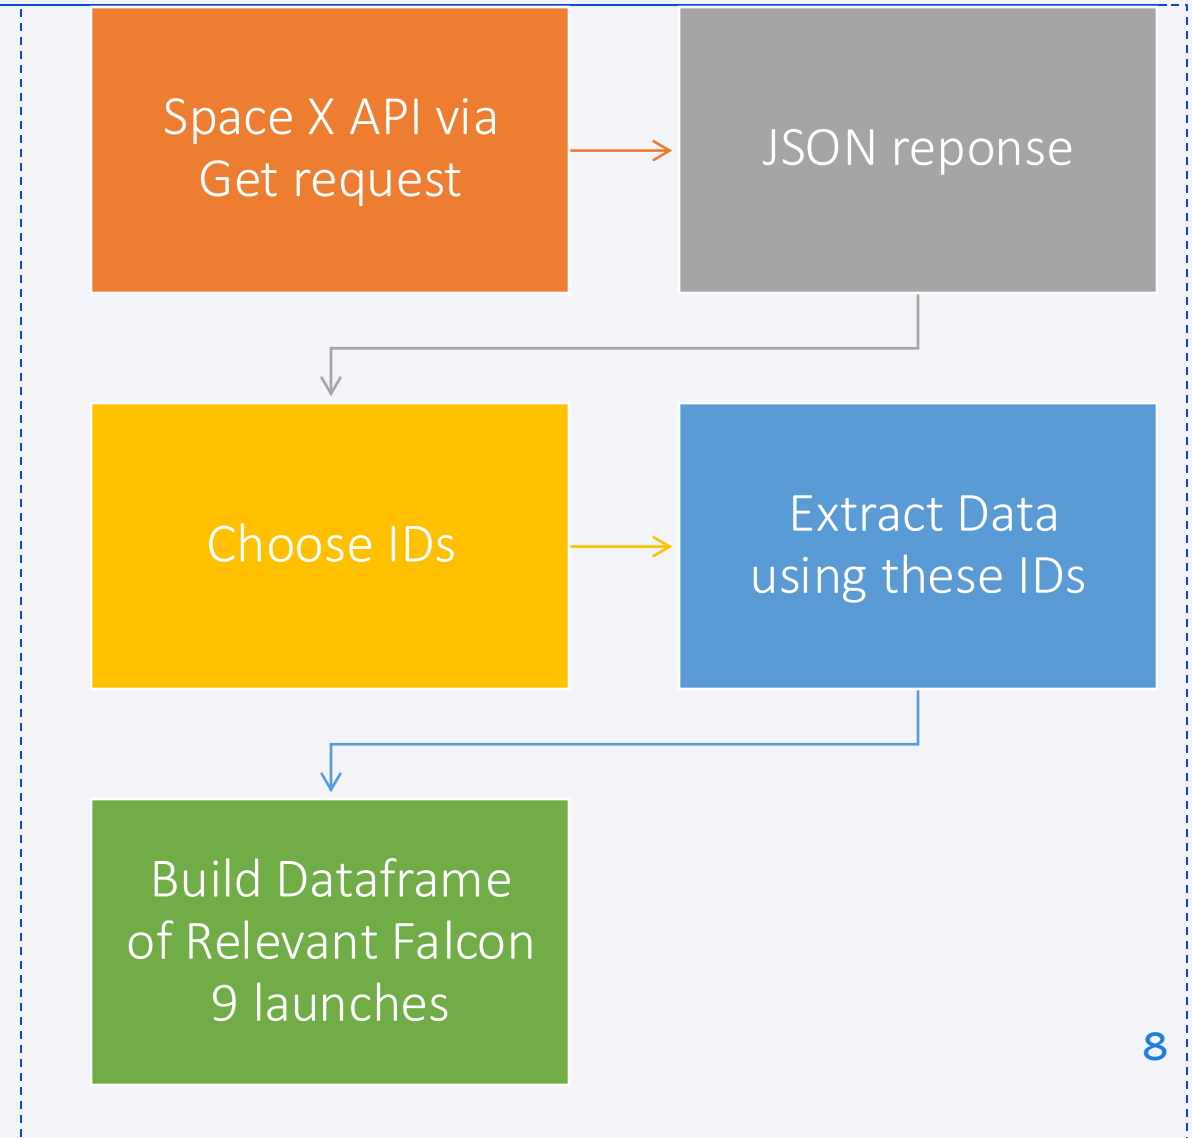 Space X API via
Get request
JSON reponse
Choose IDs
Extract Data
using these IDs
Build Dataframe
of Relevant Falcon
9 launches
8